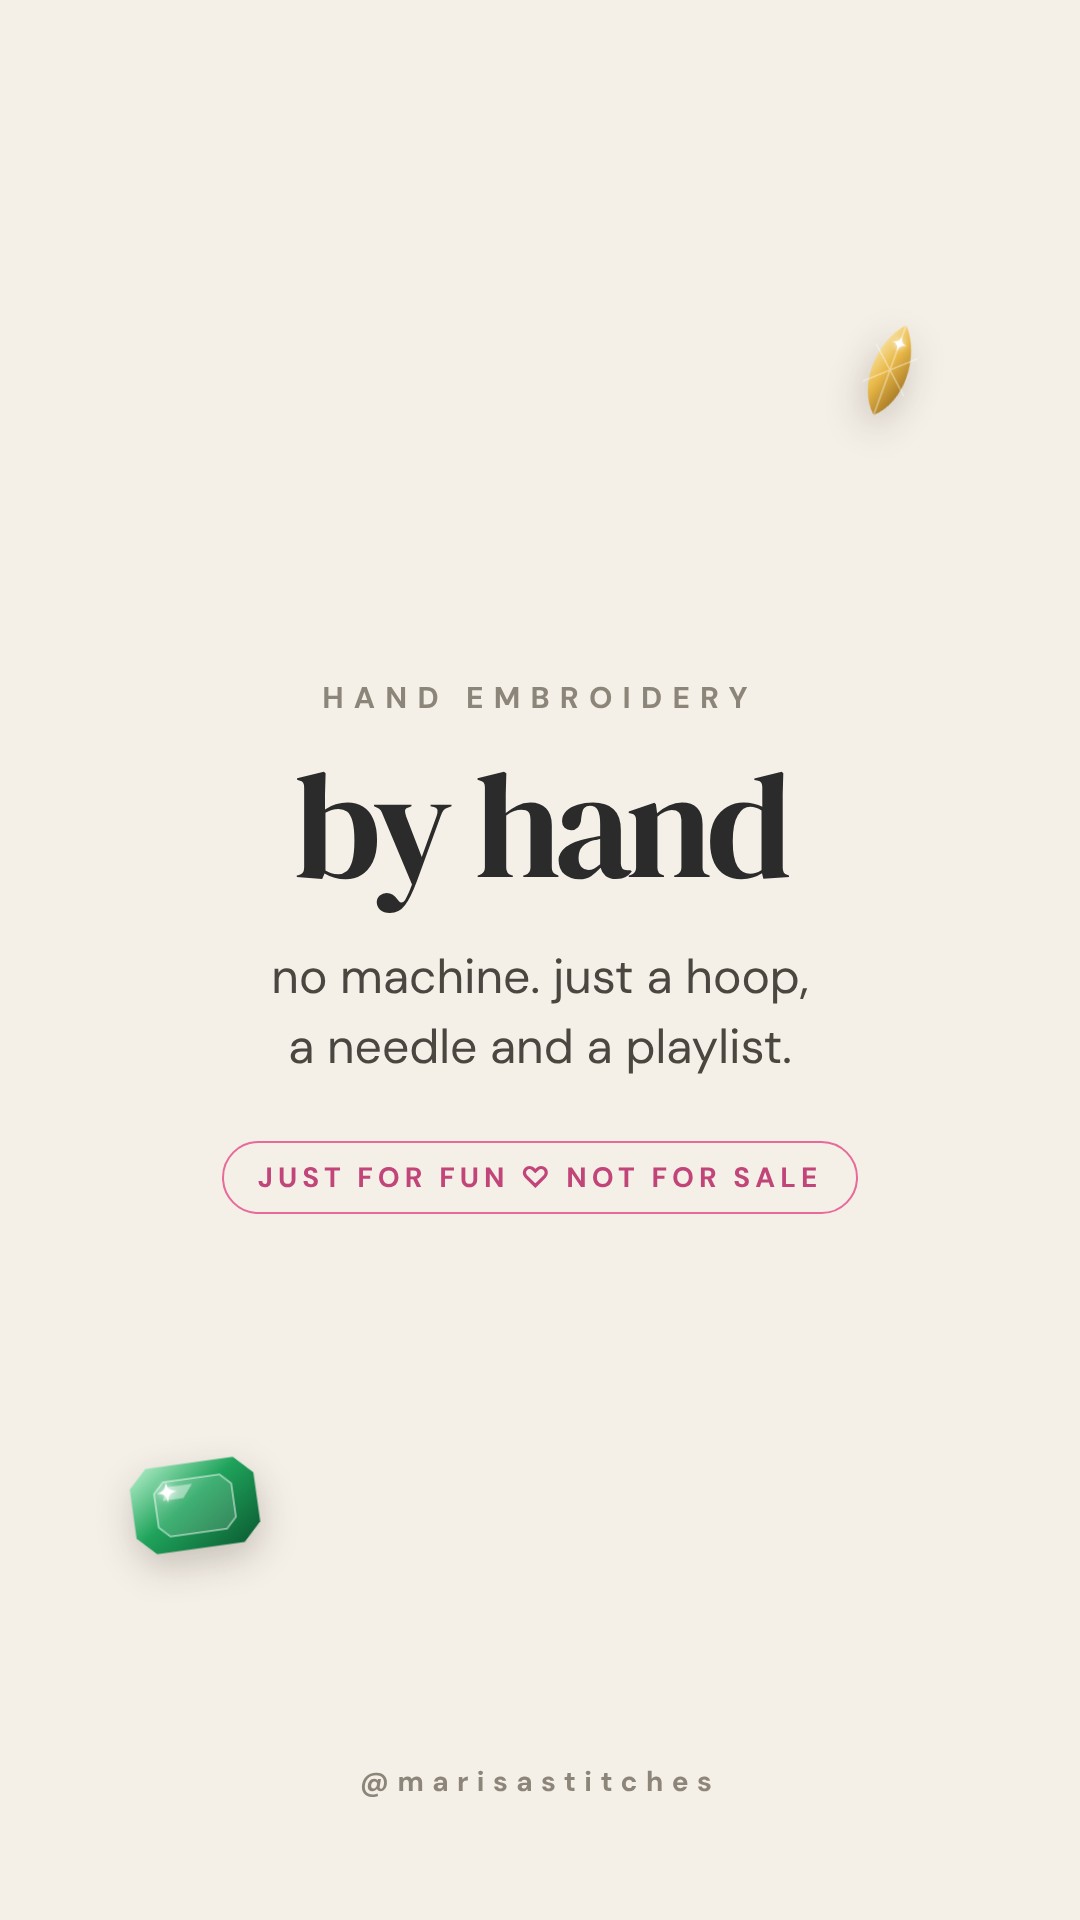 HAND EMBROIDERY
by hand
no machine. just a hoop,
a needle and a playlist.
JUST FOR FUN ♡ NOT FOR SALE
@marisastitches